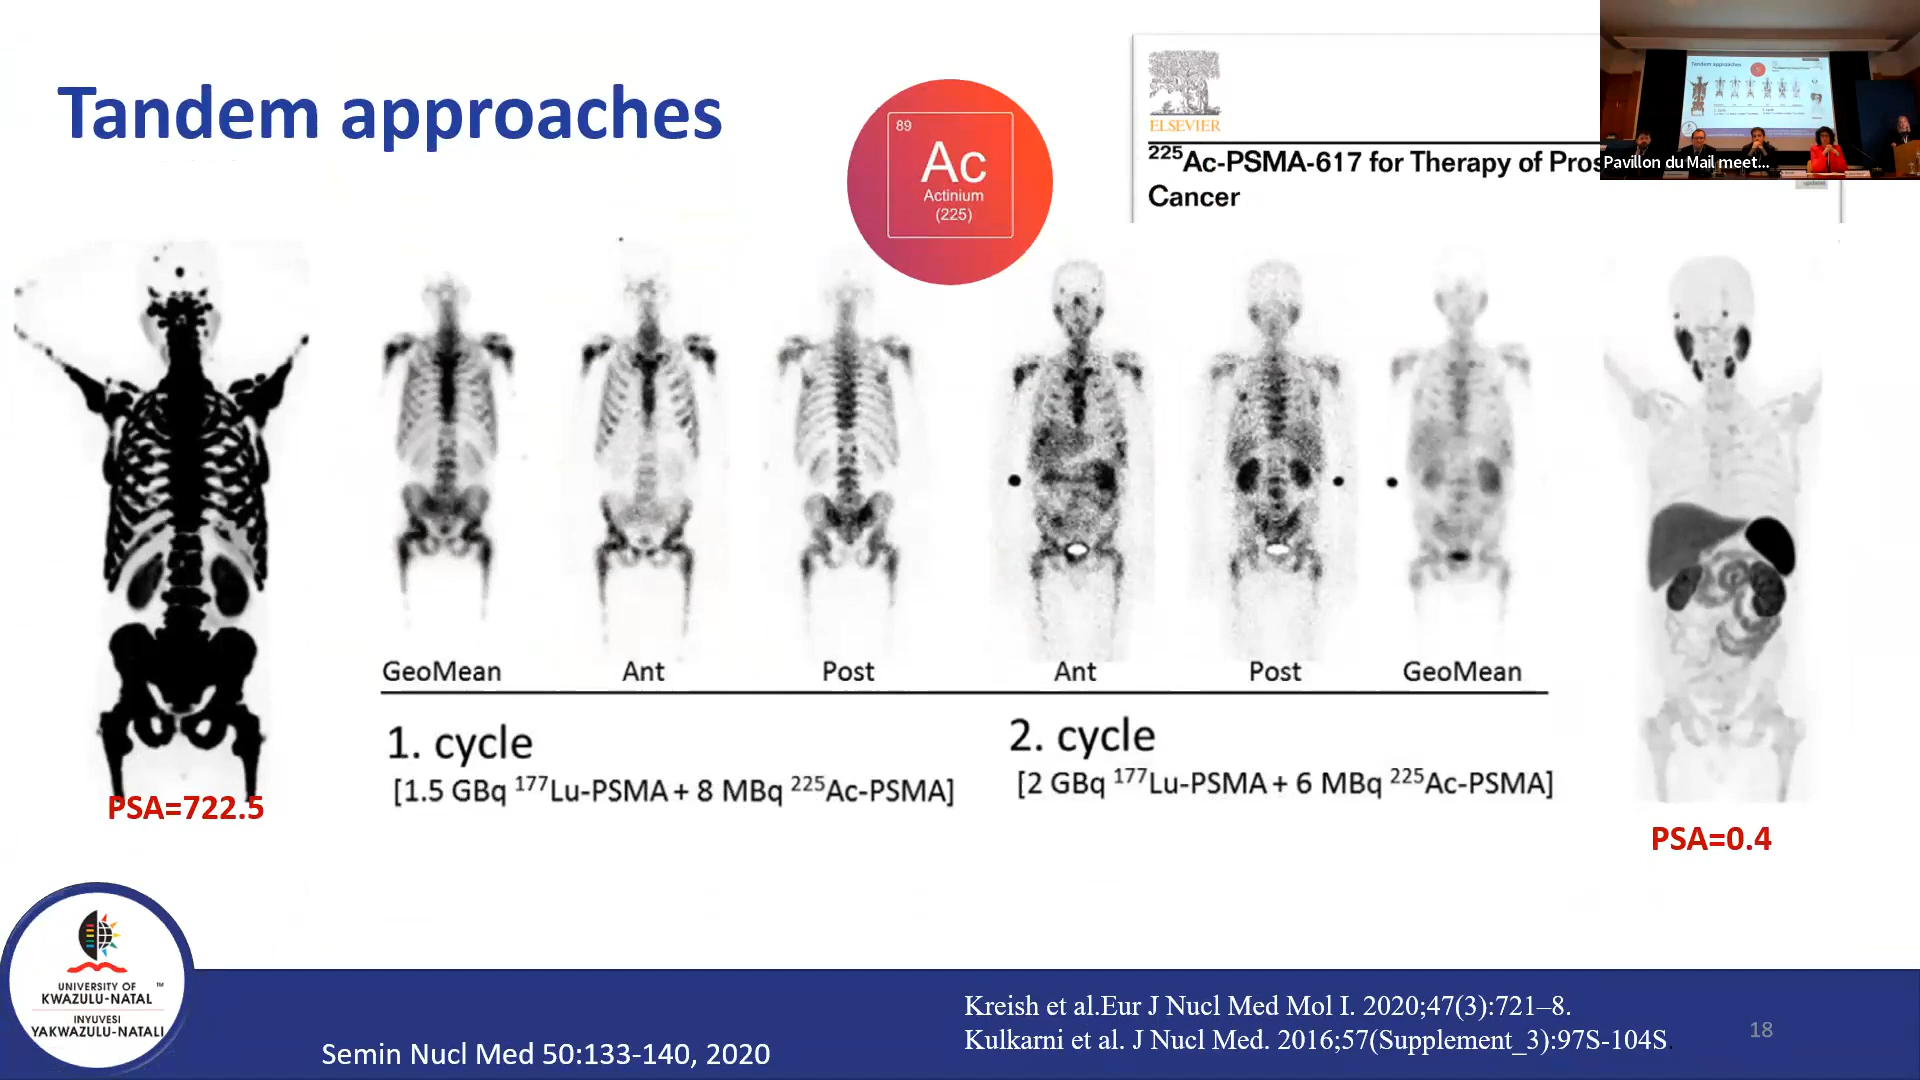 Tandem approaches
89
Ac
Actinium
(225)
ELSEVIER
²²⁵Ac-PSMA-617 for Therapy of
Cancer
Tandem approaches
Pavillon du Mail meet...
updates
GeoMean
Ant
Post
Ant
Post
GeoMean
1. cycle
[1.5 GBq ¹⁷⁷Lu-PSMA + 8 MBq ²²⁵Ac-PSMA]
2. cycle
[2 GBq ¹⁷⁷Lu-PSMA + 6 MBq ²²⁵Ac-PSMA]
PSA=722.5
PSA=0.4
UNIVERSITY OF
KWAZULU-NATAL ™
INYUVESI
YAKWAZULU-NATALI
Semin Nucl Med 50:133-140, 2020
Kreish et al.Eur J Nucl Med Mol I. 2020;47(3):721–8.
Kulkarni et al. J Nucl Med. 2016;57(Supplement_3):97S-104S.
18